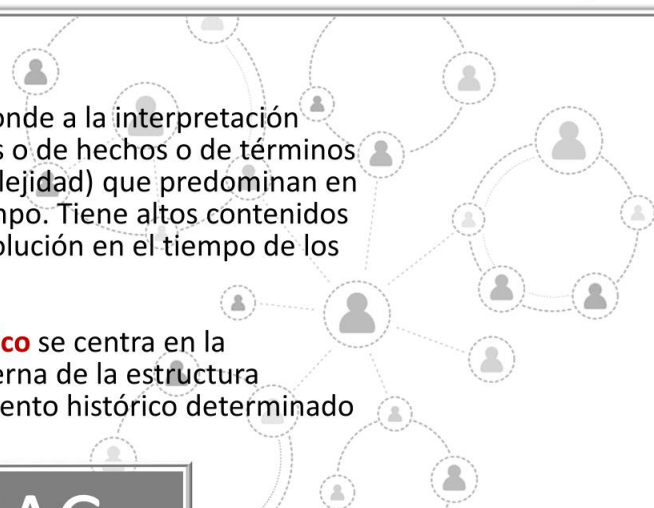 onde a la interpretación
s o de hechos o de términos
lejidad) que predominan en
mpo. Tiene altos contenidos
olución en el tiempo de los
co se centra en la
erna de la estructura
ento histórico determinado
AC